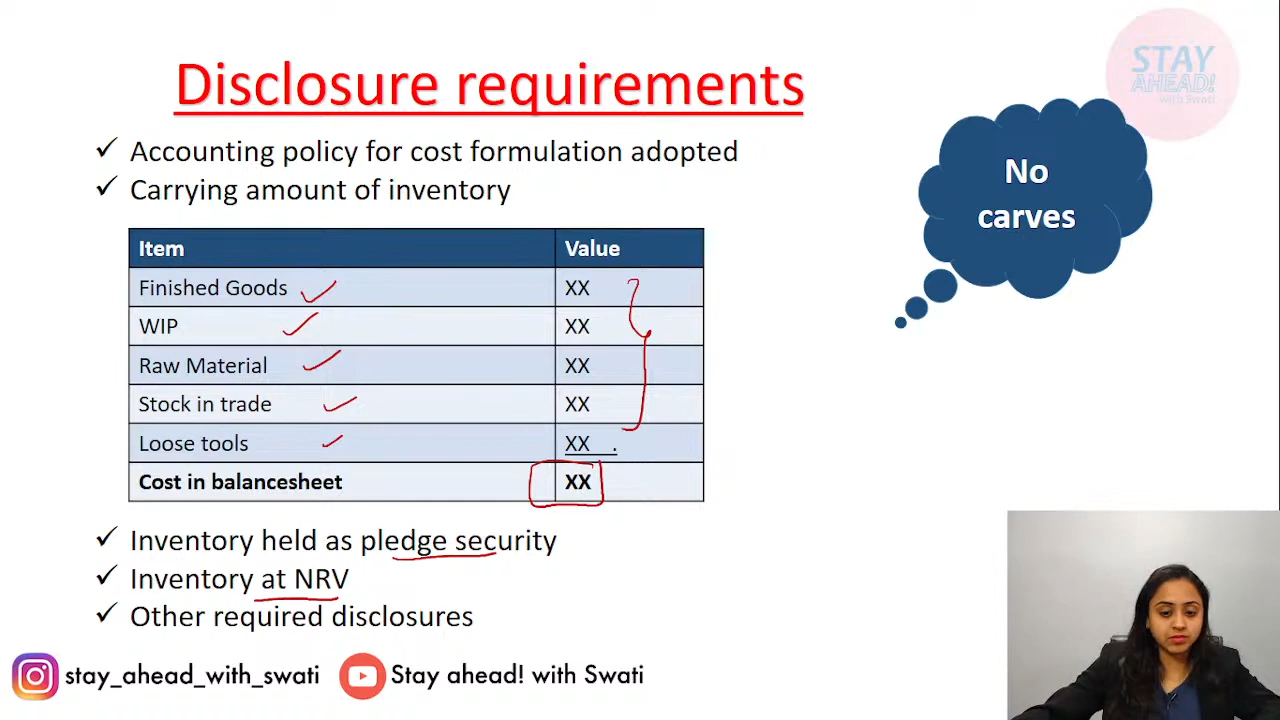 STAY
AHEAD!
with Swati
Disclosure requirements
No
carves
✓ Accounting policy for cost formulation adopted
✓ Carrying amount of inventory
Item Value
Finished Goods XX
WIP XX
Raw Material XX
Stock in trade XX
Loose tools XX .
Cost in balancesheet XX
✓ Inventory held as pledge security
✓ Inventory at NRV
✓ Other required disclosures
stay_ahead_with_swati Stay ahead! with Swati